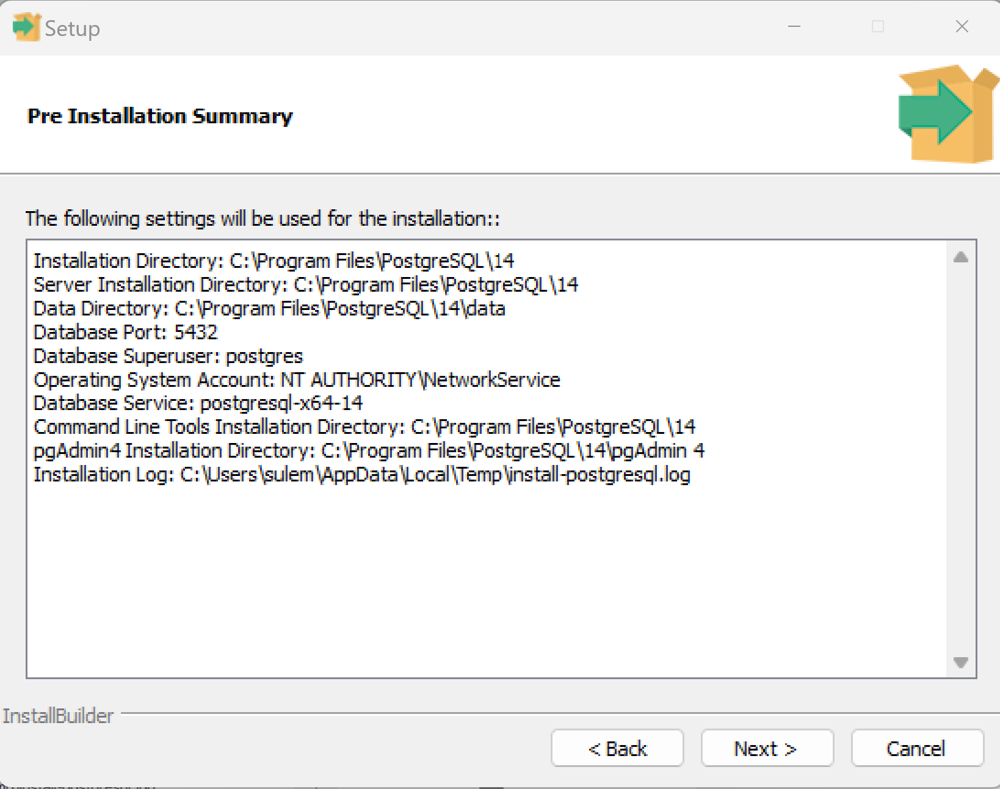 Setup
Pre Installation Summary
The following settings will be used for the installation::
Installation Directory: C:\Program Files\PostgreSQL\14
Server Installation Directory: C:\Program Files\PostgreSQL\14
Data Directory: C:\Program Files\PostgreSQL\14\data
Database Port: 5432
Database Superuser: postgres
Operating System Account: NT AUTHORITY\NetworkService
Database Service: postgresql-x64-14
Command Line Tools Installation Directory: C:\Program Files\PostgreSQL\14
pgAdmin4 Installation Directory: C:\Program Files\PostgreSQL\14\pgAdmin 4
Installation Log: C:\Users\sulem\AppData\Local\Temp\install-postgresql.log
InstallBuilder
< Back Next > Cancel